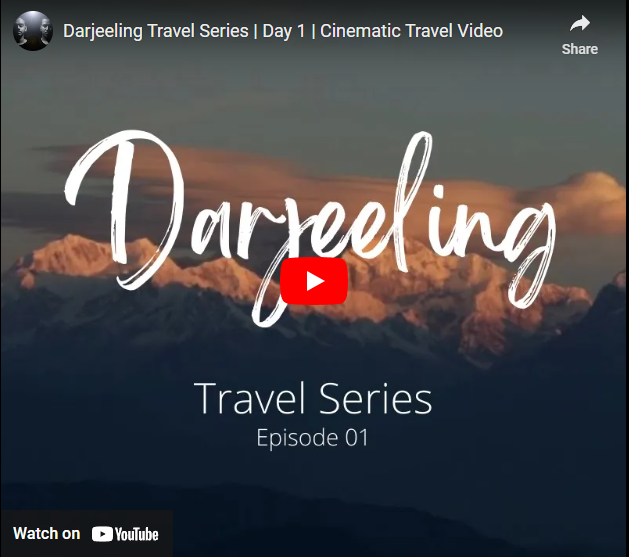 Darjeeling Travel Series | Day 1 | Cinematic Travel Video
Share
Darjeeling
Travel Series
Episode 01
Watch on YouTube